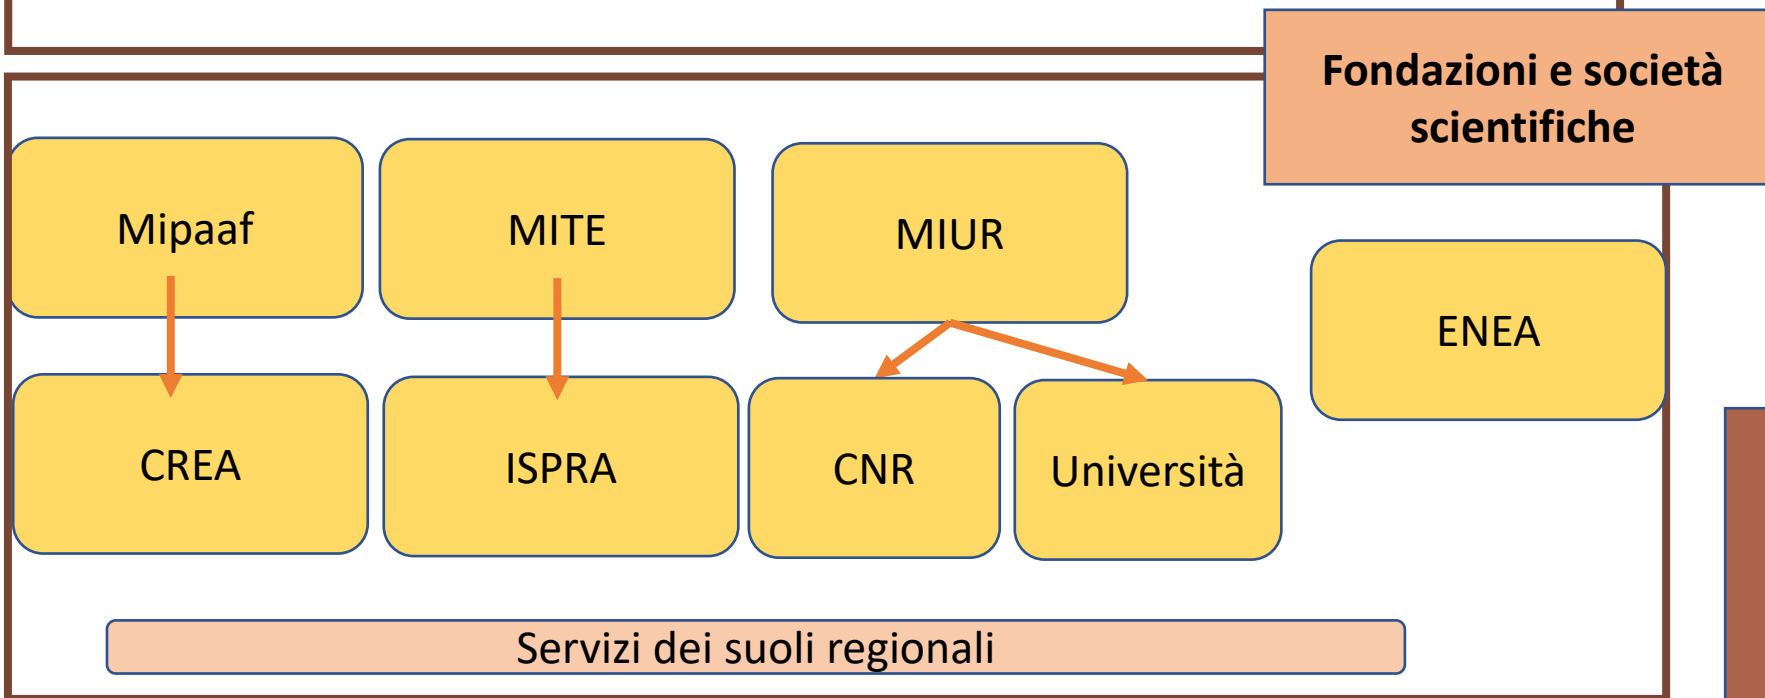 Fondazioni e società
scientifiche
Mipaaf
MITE
MIUR
ENEA
CREA
ISPRA
CNR
Università
Servizi dei suoli regionali